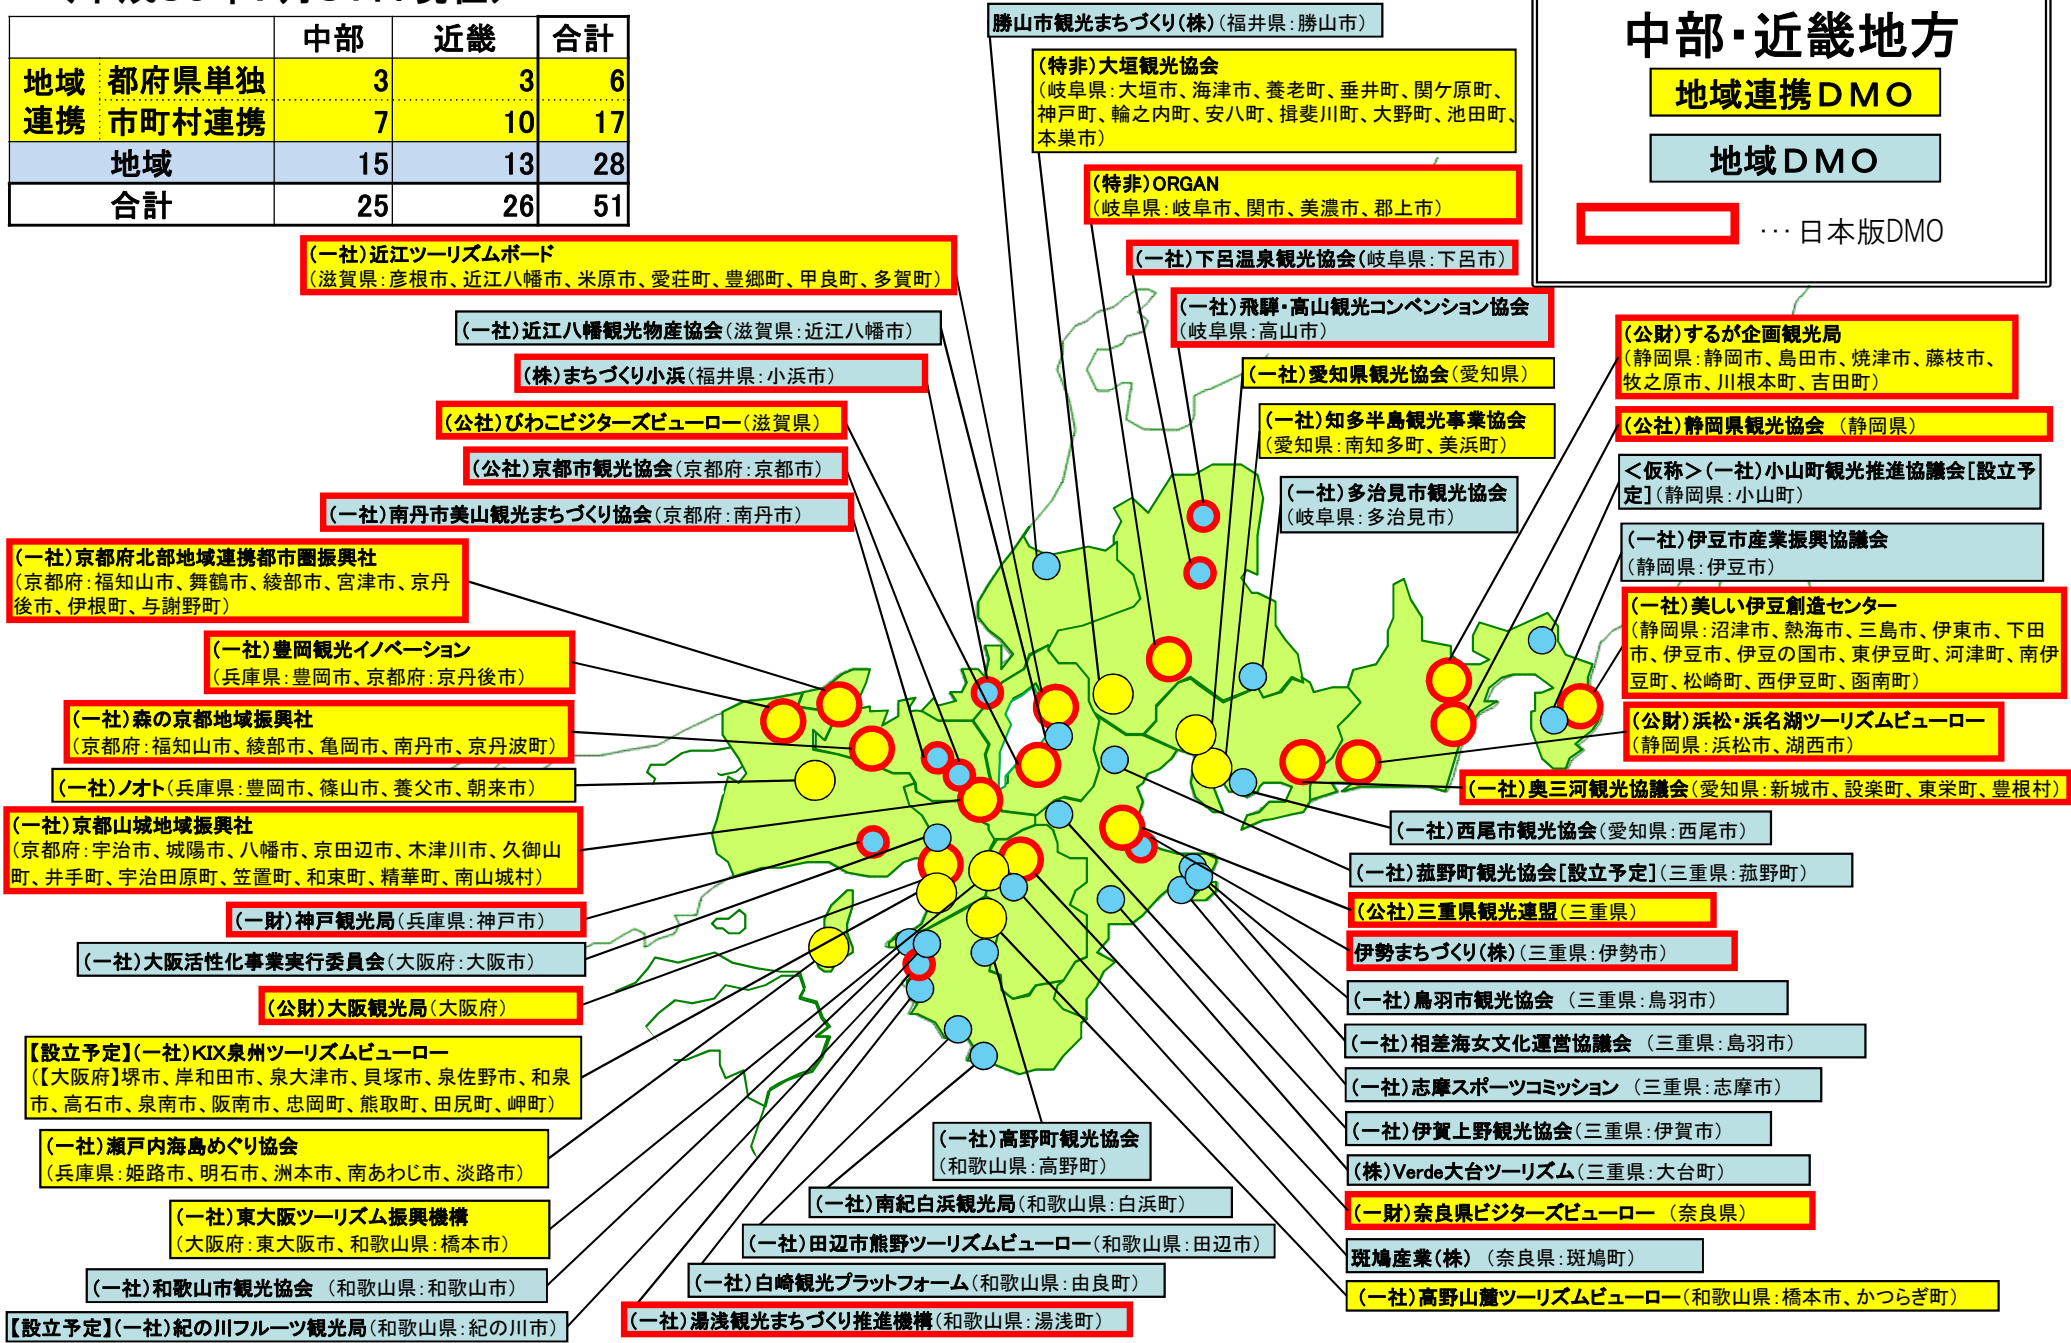 中部 近畿 合計
地域連携 都府県単独 3 3 6
市町村連携 7 10 17
地域 15 13 28
合計 25 26 51
中部・近畿地方
地域連携DMO
地域DMO
…日本版DMO
勝山市観光まちづくり(株)(福井県:勝山市)
(特非)大垣観光協会
(岐阜県:大垣市、海津市、養老町、垂井町、関ケ原町、
神戸町、輪之内町、安八町、揖斐川町、大野町、池田町、
本巣市)
(特非)ORGAN
(岐阜県:岐阜市、関市、美濃市、郡上市)
(一社)下呂温泉観光協会(岐阜県:下呂市)
(一社)飛騨・高山観光コンベンション協会
(岐阜県:高山市)
(一社)愛知県観光協会(愛知県)
(一社)知多半島観光事業協会
(愛知県:南知多町、美浜町)
(一社)多治見市観光協会
(岐阜県:多治見市)
(一社)近江ツーリズムボード
(滋賀県:彦根市、近江八幡市、米原市、愛荘町、豊郷町、甲良町、多賀町)
(一社)近江八幡観光物産協会(滋賀県:近江八幡市)
(株)まちづくり小浜(福井県:小浜市)
(公社)びわこビジターズビューロー(滋賀県)
(公社)京都市観光協会(京都府:京都市)
(一社)南丹市美山観光まちづくり協会(京都府:南丹市)
(一社)京都府北部地域連携都市圏振興社
(京都府:福知山市、舞鶴市、綾部市、宮津市、京丹
後市、伊根町、与謝野町)
(一社)豊岡観光イノベーション
(兵庫県:豊岡市、京都府:京丹後市)
(一社)森の京都地域振興社
(京都府:福知山市、綾部市、亀岡市、南丹市、京丹波町)
(一社)ノオト(兵庫県:豊岡市、篠山市、養父市、朝来市)
(一社)京都山城地域振興社
(京都府:宇治市、城陽市、八幡市、京田辺市、木津川市、久御山
町、井手町、宇治田原町、笠置町、和束町、精華町、南山城村)
(一財)神戸観光局(兵庫県:神戸市)
(一社)大阪活性化事業実行委員会(大阪府:大阪市)
(公財)大阪観光局(大阪府)
【設立予定】(一社)KIX泉州ツーリズムビューロー
(【大阪府】堺市、岸和田市、泉大津市、貝塚市、泉佐野市、和泉
市、高石市、泉南市、阪南市、忠岡町、熊取町、田尻町、岬町)
(一社)瀬戸内海島めぐり協会
(兵庫県:姫路市、明石市、洲本市、南あわじ市、淡路市)
(一社)東大阪ツーリズム振興機構
(大阪府:東大阪市、和歌山県:橋本市)
(一社)和歌山市観光協会 (和歌山県:和歌山市)
【設立予定】(一社)紀の川フルーツ観光局(和歌山県:紀の川市)
(一社)高野町観光協会
(和歌山県:高野町)
(一社)南紀白浜観光局(和歌山県:白浜町)
(一社)田辺市熊野ツーリズムビューロー(和歌山県:田辺市)
(一社)白崎観光プラットフォーム(和歌山県:由良町)
(一社)湯浅観光まちづくり推進機構(和歌山県:湯浅町)
(公財)するが企画観光局
(静岡県:静岡市、島田市、焼津市、藤枝市、
牧之原市、川根本町、吉田町)
(公社)静岡県観光協会 (静岡県)
<仮称>(一社)小山町観光推進協議会[設立予
定](静岡県:小山町)
(一社)伊豆市産業振興協議会
(静岡県:伊豆市)
(一社)美しい伊豆創造センター
(静岡県:沼津市、熱海市、三島市、伊東市、下田
市、伊豆市、伊豆の国市、東伊豆町、河津町、南伊
豆町、松崎町、西伊豆町、函南町)
(公財)浜松・浜名湖ツーリズムビューロー
(静岡県:浜松市、湖西市)
(一社)奥三河観光協議会(愛知県:新城市、設楽町、東栄町、豊根村)
(一社)西尾市観光協会(愛知県:西尾市)
(一社)菰野町観光協会[設立予定](三重県:菰野町)
(公社)三重県観光連盟(三重県)
伊勢まちづくり(株)(三重県:伊勢市)
(一社)鳥羽市観光協会 (三重県:鳥羽市)
(一社)相差海女文化運営協議会 (三重県:鳥羽市)
(一社)志摩スポーツコミッション (三重県:志摩市)
(一社)伊賀上野観光協会(三重県:伊賀市)
(株)Verde大台ツーリズム(三重県:大台町)
(一財)奈良県ビジターズビューロー (奈良県)
斑鳩産業(株) (奈良県:斑鳩町)
(一社)高野山麓ツーリズムビューロー(和歌山県:橋本市、かつらぎ町)